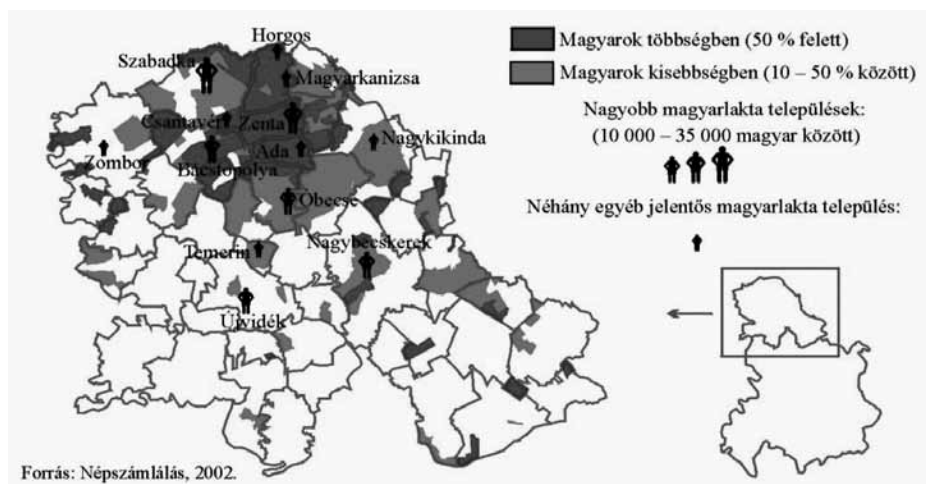 Horgos
Szabadka
Magyarkanizsa
Csantavér
Zenta
Nagykikinda
Zombor
Ada
Bácstopolya
Óbecse
Temerin
Nagybecskerek
Újvidék
Magyarok többségben (50 % felett)
Magyarok kisebbségben (10 – 50 % között)
Nagyobb magyarlakta települések:
(10 000 – 35 000 magyar között)
Néhány egyéb jelentős magyarlakta település:
Forrás: Népszámlálás, 2002.